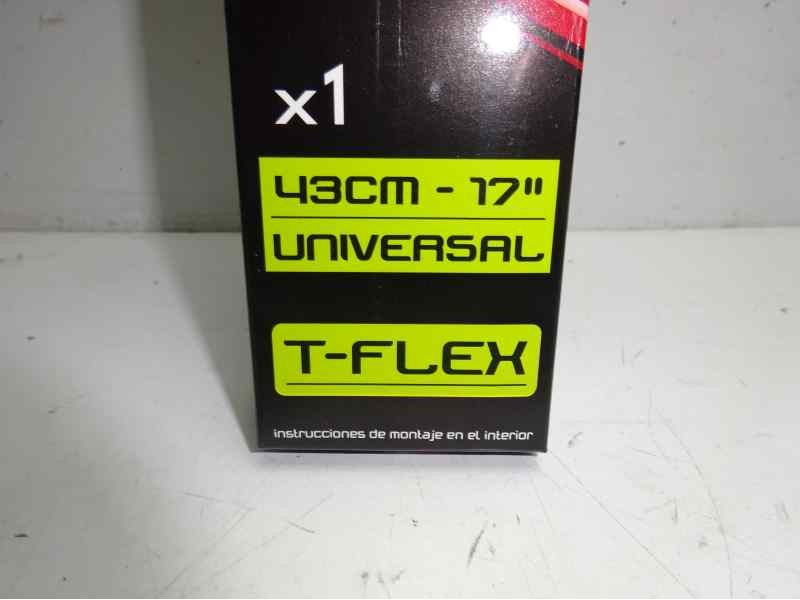 x1
43CM - 17"
UNIVERSAL
T-FLEX
instrucciones de montaje en el interior